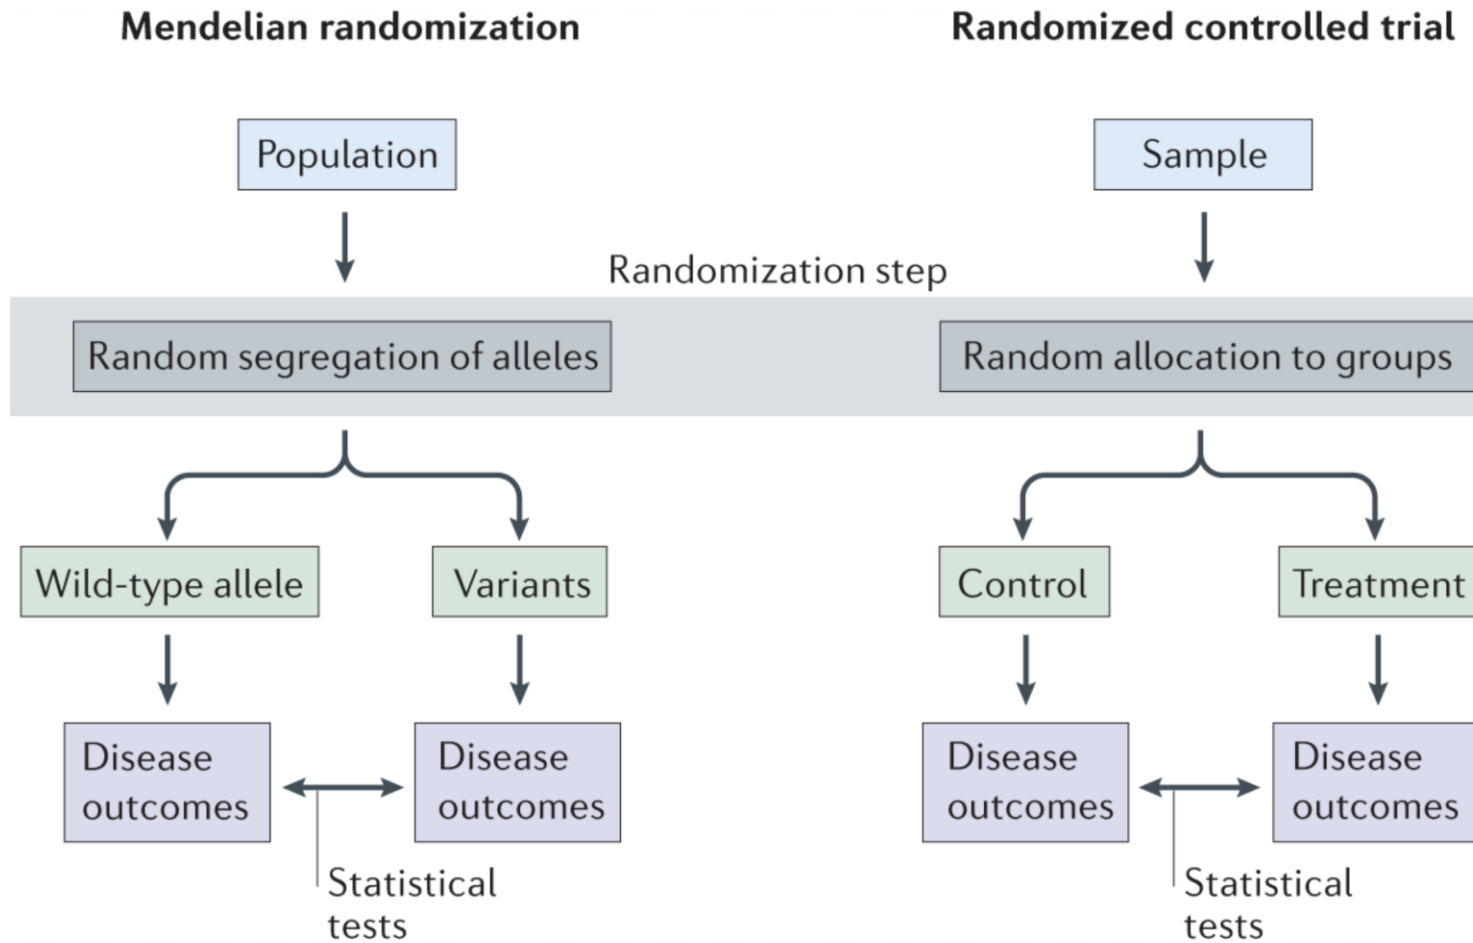 Mendelian randomization
Randomized controlled trial
Population
Sample
Randomization step
Random segregation of alleles
Random allocation to groups
Wild-type allele
Variants
Control
Treatment
Disease
outcomes
Disease
outcomes
Disease
outcomes
Disease
outcomes
Statistical
tests
Statistical
tests